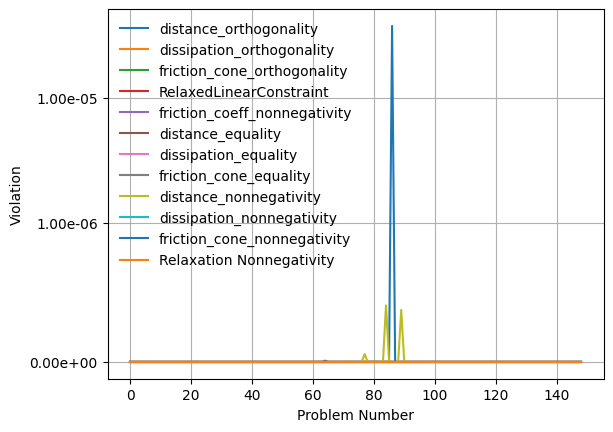 distance_orthogonality
dissipation_orthogonality
friction_cone_orthogonality
RelaxedLinearConstraint
friction_coeff_nonnegativity
distance_equality
dissipation_equality
friction_cone_equality
distance_nonnegativity
dissipation_nonnegativity
friction_cone_nonnegativity
Relaxation Nonnegativity
1.00e-05
1.00e-06
0.00e+00
Violation
0 20 40 60 80 100 120 140
Problem Number